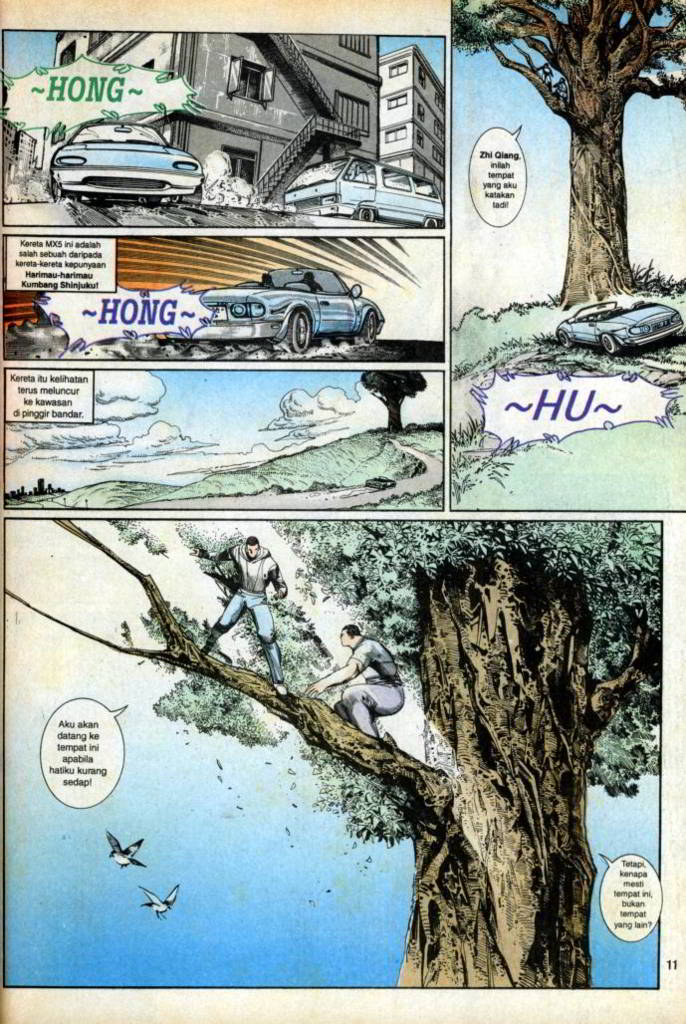 ~HONG~
Kereta MX5 ini adalah
salah sebuah daripada
kereta-kereta kepunyaan
Harimau-harimau
Kumbang Shinjuku!
~HONG~
Kereta itu kelihatan
terus meluncur
ke kawasan
di pinggir bandar.
Zhi Qiang,
inilah
tempat
yang aku
katakan
tadi!
~HU~
Aku akan
datang ke
tempat ini
apabila
hatiku kurang
sedap!
Tetapi,
kenapa
mesti
tempat ini,
bukan
tempat
yang lain?
11